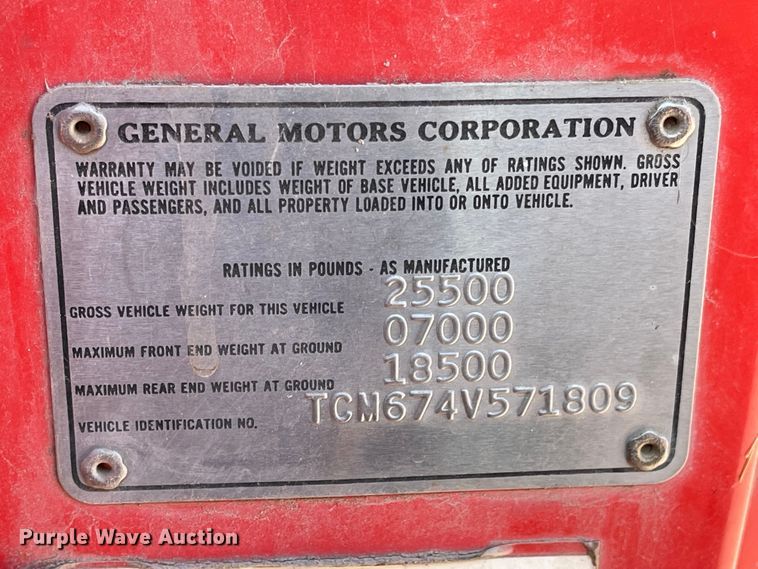 GENERAL MOTORS CORPORATION
WARRANTY MAY BE VOIDED IF WEIGHT EXCEEDS ANY OF RATINGS SHOWN. GROSS
VEHICLE WEIGHT INCLUDES WEIGHT OF BASE VEHICLE, ALL ADDED EQUIPMENT, DRIVER
AND PASSENGERS, AND ALL PROPERTY LOADED INTO OR ONTO VEHICLE.
RATINGS IN POUNDS - AS MANUFACTURED
GROSS VEHICLE WEIGHT FOR THIS VEHICLE 25500
MAXIMUM FRONT END WEIGHT AT GROUND 07000
MAXIMUM REAR END WEIGHT AT GROUND 18500
VEHICLE IDENTIFICATION NO. TCM674V571809
Purple Wave Auction®